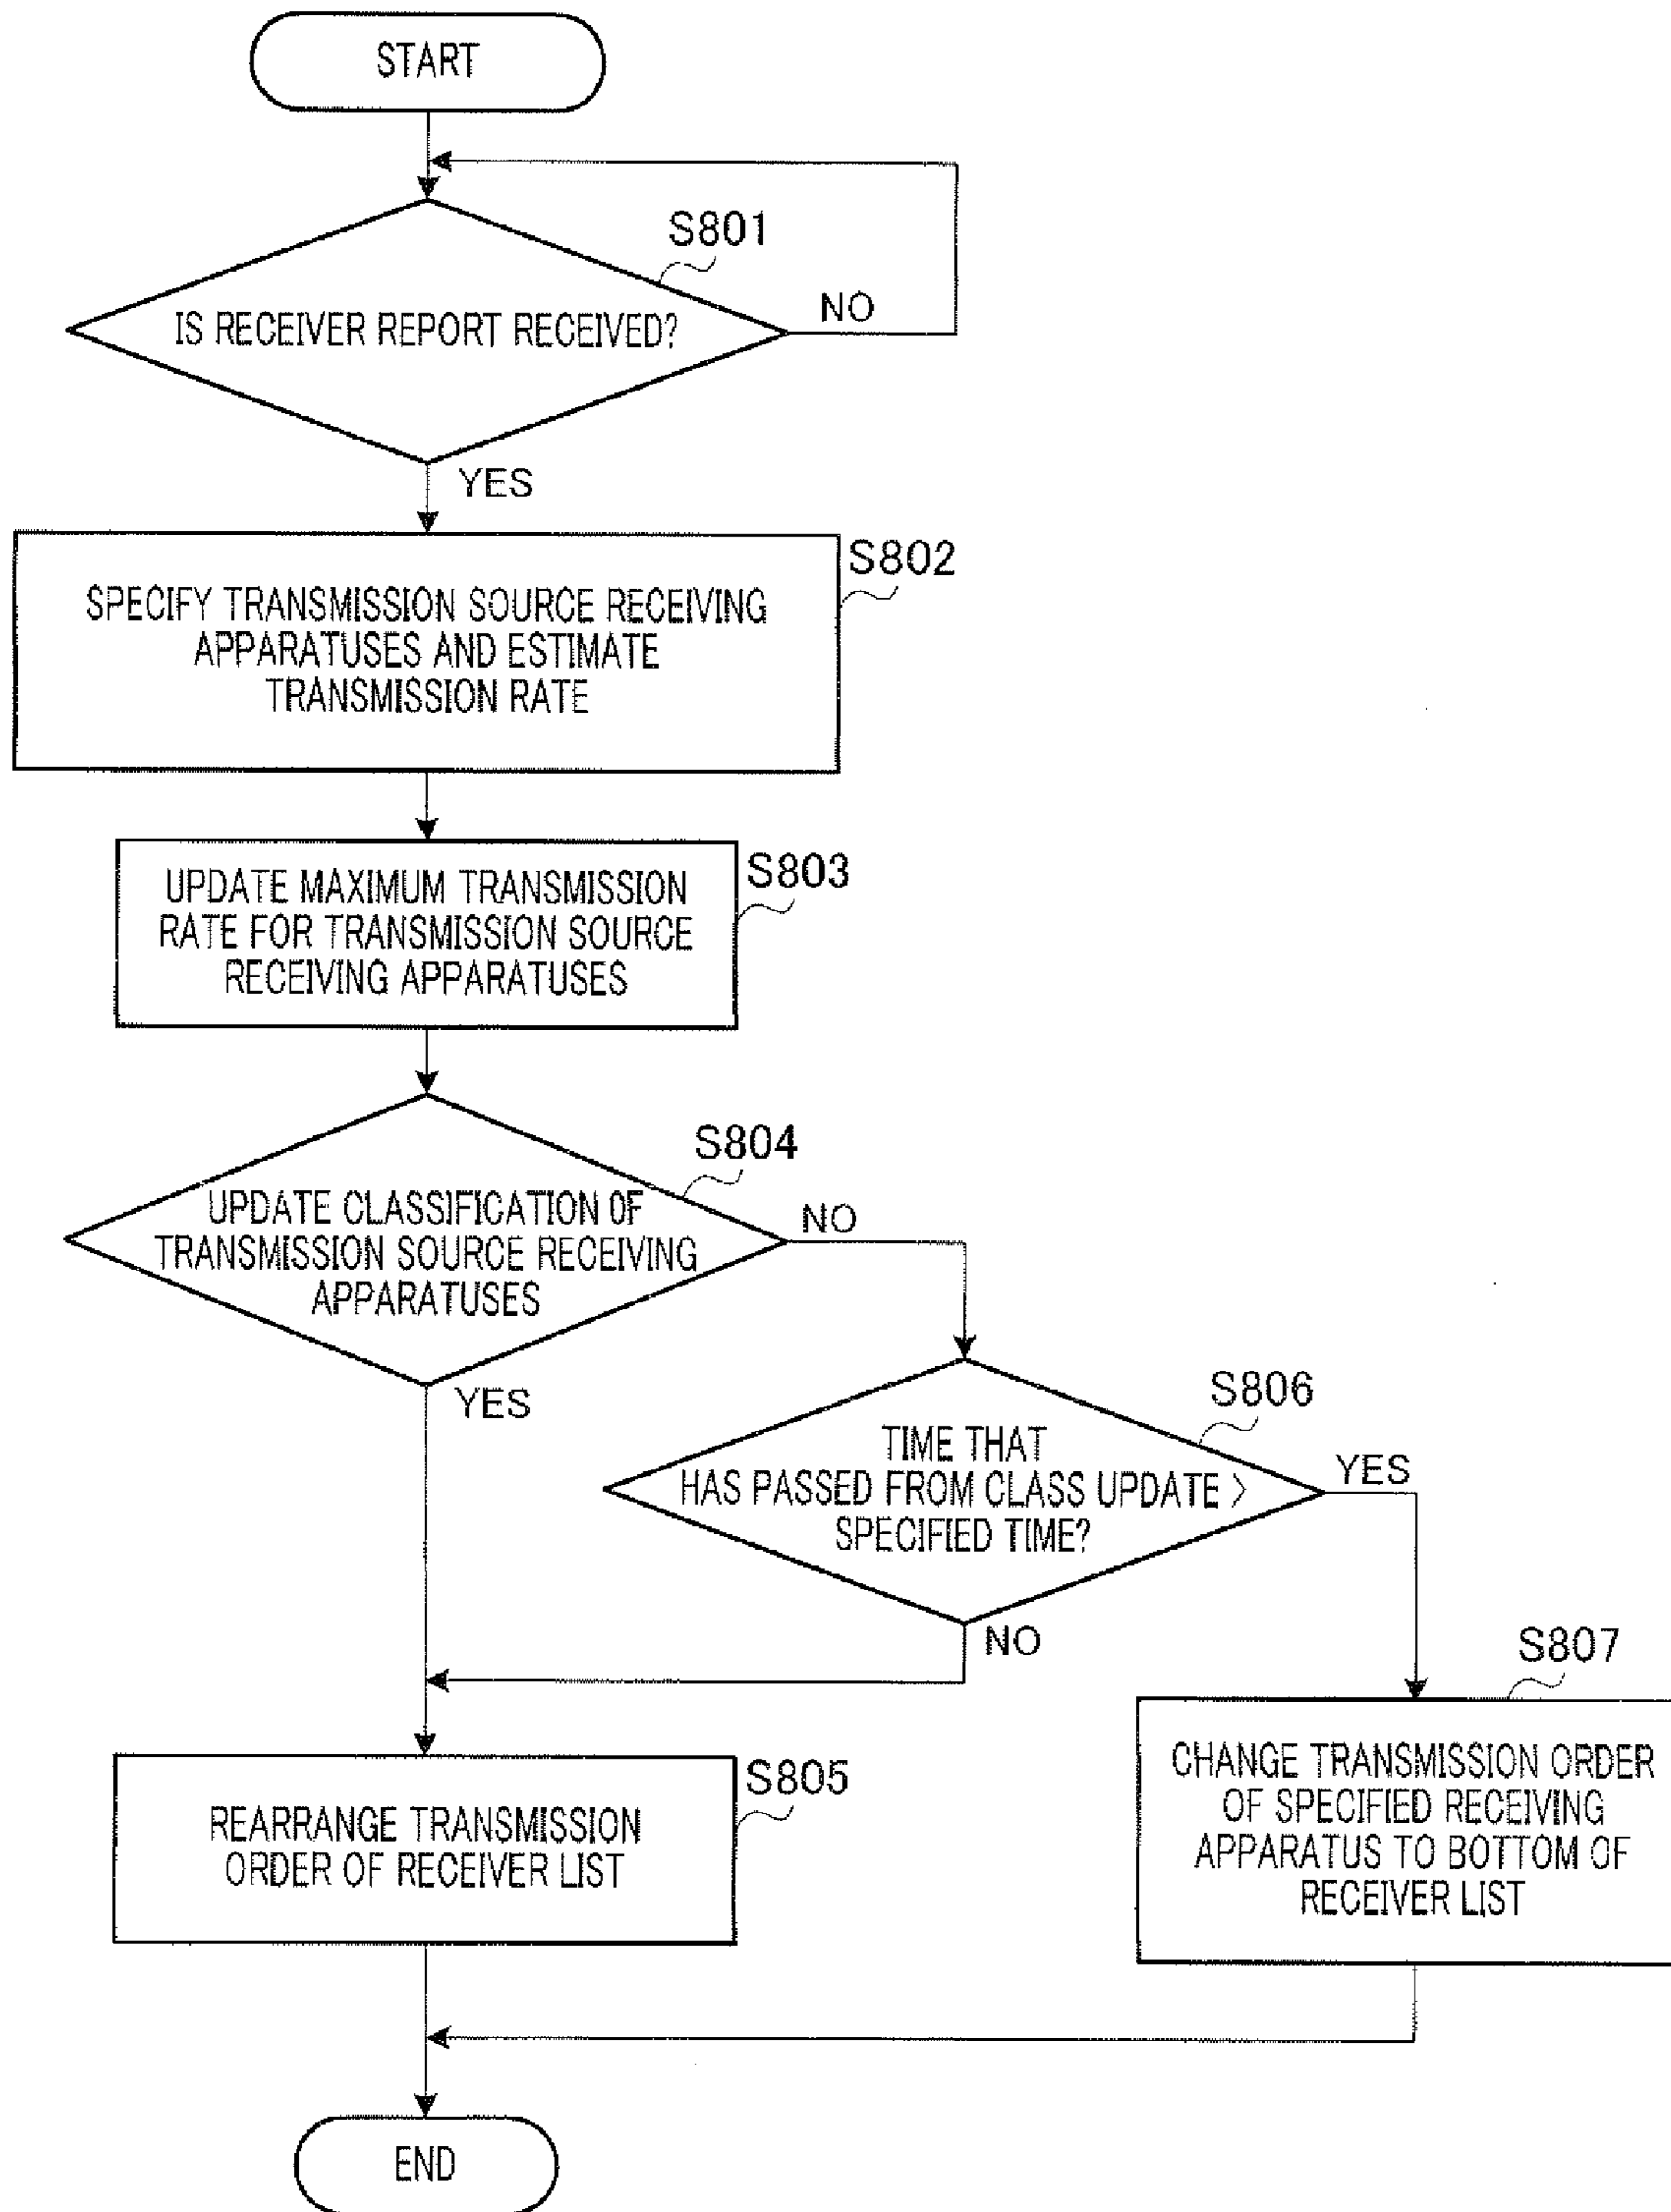 START
S801
IS RECEIVER REPORT RECEIVED?
NO
YES
S802
SPECIFY TRANSMISSION SOURCE RECEIVING
APPARATUSES AND ESTIMATE
TRANSMISSION RATE
S803
UPDATE MAXIMUM TRANSMISSION
RATE FOR TRANSMISSION SOURCE
RECEIVING APPARATUSES
S804
UPDATE CLASSIFICATION OF
TRANSMISSION SOURCE RECEIVING
APPARATUSES
NO
YES
S806
TIME THAT
HAS PASSED FROM CLASS UPDATE >
SPECIFIED TIME?
YES
NO
S805
REARRANGE TRANSMISSION
ORDER OF RECEIVER LIST
S807
CHANGE TRANSMISSION ORDER
OF SPECIFIED RECEIVING
APPARATUS TO BOTTOM OF
RECEIVER LIST
END